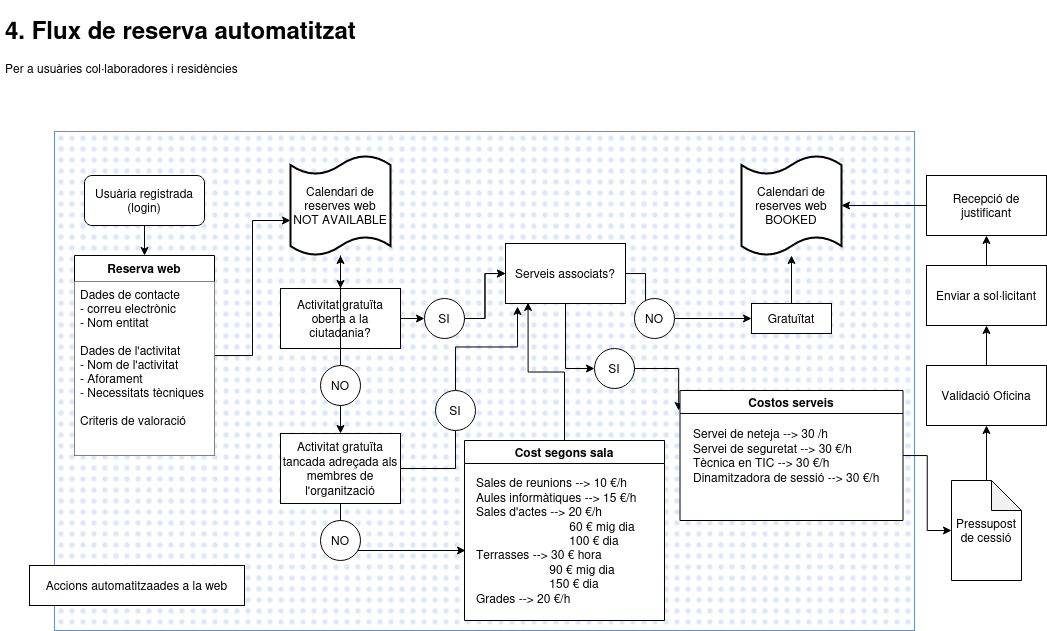 4. Flux de reserva automatitzat
Per a usuàries col·laboradores i residències
Usuària registrada
(login)
Reserva web
Dades de contacte
- correu electrònic
- Nom entitat
Dades de l'activitat
- Nom de l'activitat
- Aforament
- Necessitats tècniques
Criteris de valoració
Accions automatitzaades a la web
Calendari de
reserves web
NOT AVAILABLE
Activitat gratuïta
oberta a la
ciutadania?
SI
NO
Activitat gratuïta
tancada adreçada als
membres de
l'organització
SI
NO
Serveis associats?
NO
Gratuïtat
Calendari de
reserves web
BOOKED
SI
Cost segons sala
Sales de reunions --> 10 €/h
Aules informàtiques --> 15 €/h
Sales d'actes --> 20 €/h
60 € mig dia
100 € dia
Terrasses --> 30 € hora
90 € mig dia
150 € dia
Grades --> 20 €/h
Costos serveis
Servei de neteja --> 30 /h
Servei de seguretat --> 30 €/h
Tècnica en TIC --> 30 €/h
Dinamitzadora de sessió --> 30 €/h
Pressupost
de cessió
Validació Oficina
Enviar a sol·licitant
Recepció de
justificant